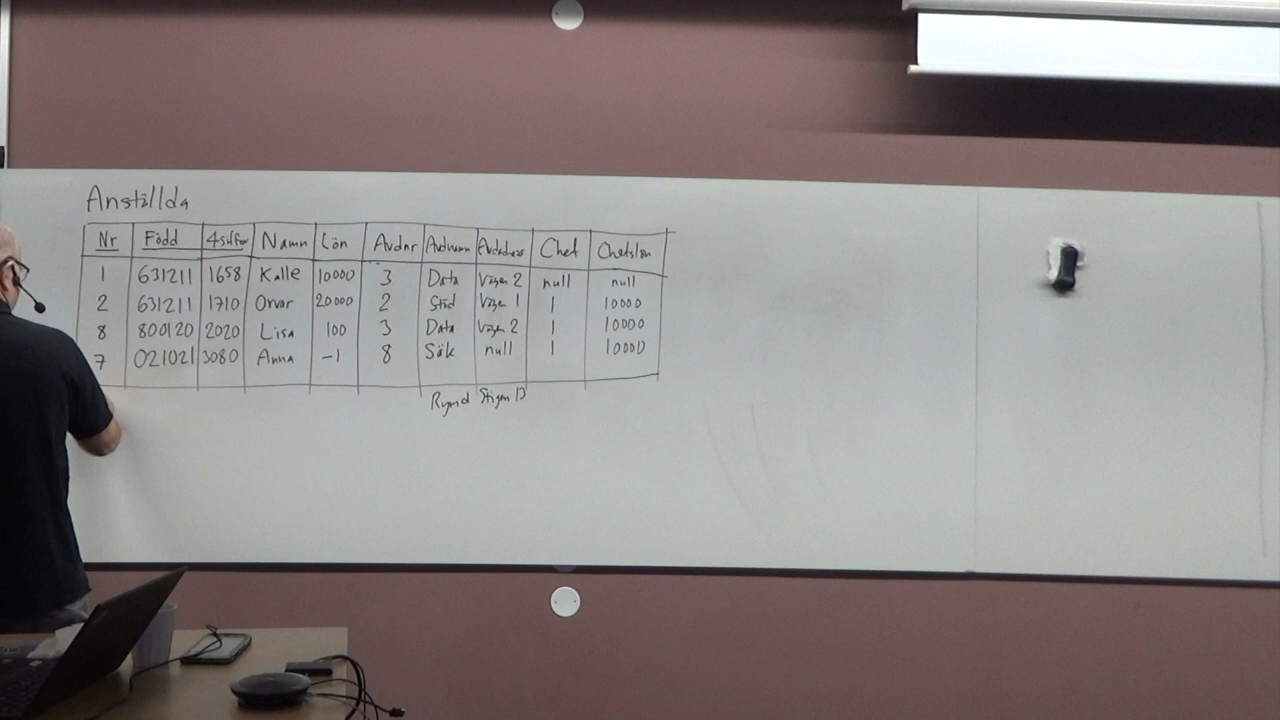 Anställda
Nr Född 4siffror Namn Lön Avdnr Avdnamn Avdadress Chef Chefslön
1 631211 1658 Kalle 10000 3 Data Vägen 2 null null
2 631211 1710 Orvar 20000 2 Städ Vägen 1 1 10000
8 800120 2020 Lisa 100 3 Data Vägen 2 1 10000
7 021021 3080 Anna -1 8 Sök null 1 10000
Rymd Stigen 13